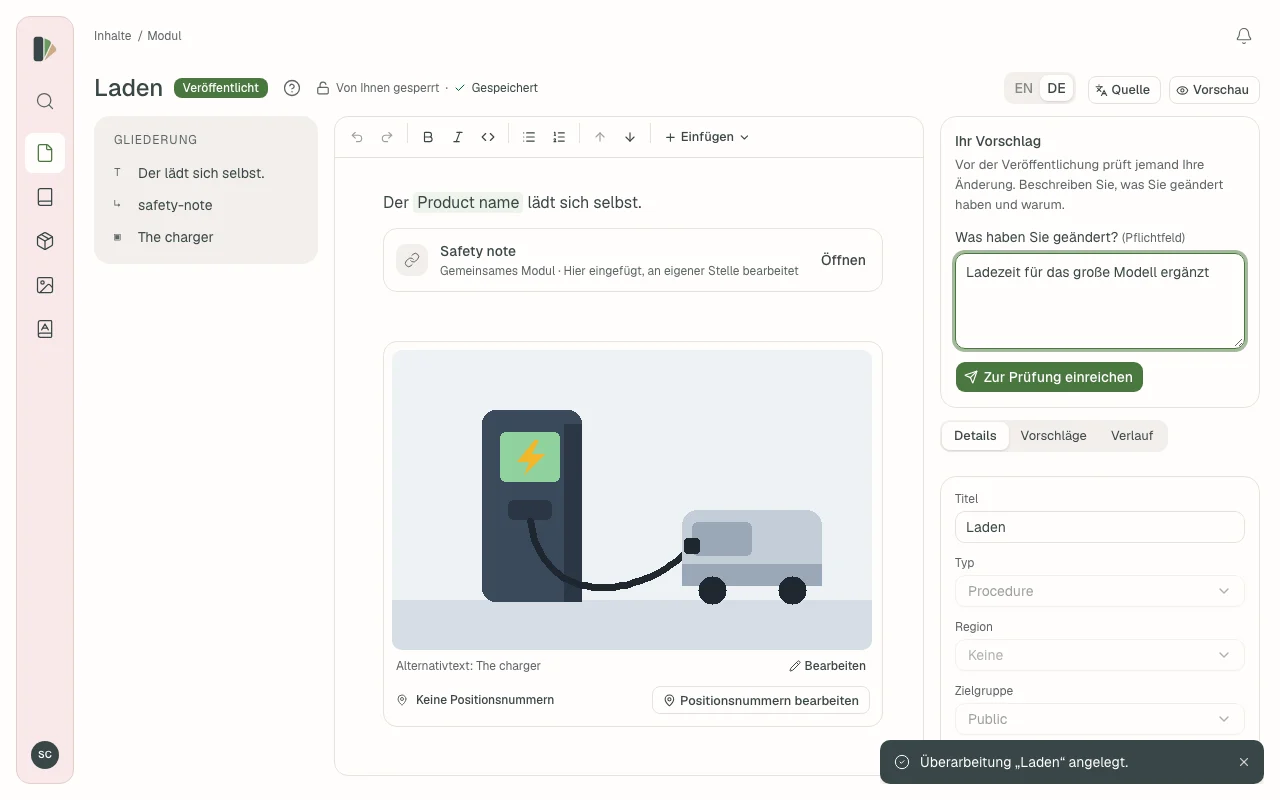 Inhalte / Modul
Laden
Veröffentlicht
Von Ihnen gesperrt · Gespeichert
EN DE
Quelle
Vorschau
GLIEDERUNG
T Der lädt sich selbst.
safety-note
The charger
Einfügen
Der Product name lädt sich selbst.
Safety note
Gemeinsames Modul · Hier eingefügt, an eigener Stelle bearbeitet
Öffnen
Alternativtext: The charger
Bearbeiten
Keine Positionsnummern
Positionsnummern bearbeiten
Ihr Vorschlag
Vor der Veröffentlichung prüft jemand Ihre
Änderung. Beschreiben Sie, was Sie geändert
haben und warum.
Was haben Sie geändert? (Pflichtfeld)
Ladezeit für das große Modell ergänzt
Zur Prüfung einreichen
Details Vorschläge Verlauf
Titel
Laden
Typ
Procedure
Region
Keine
Zielgruppe
Public
SC
Überarbeitung „Laden“ angelegt.